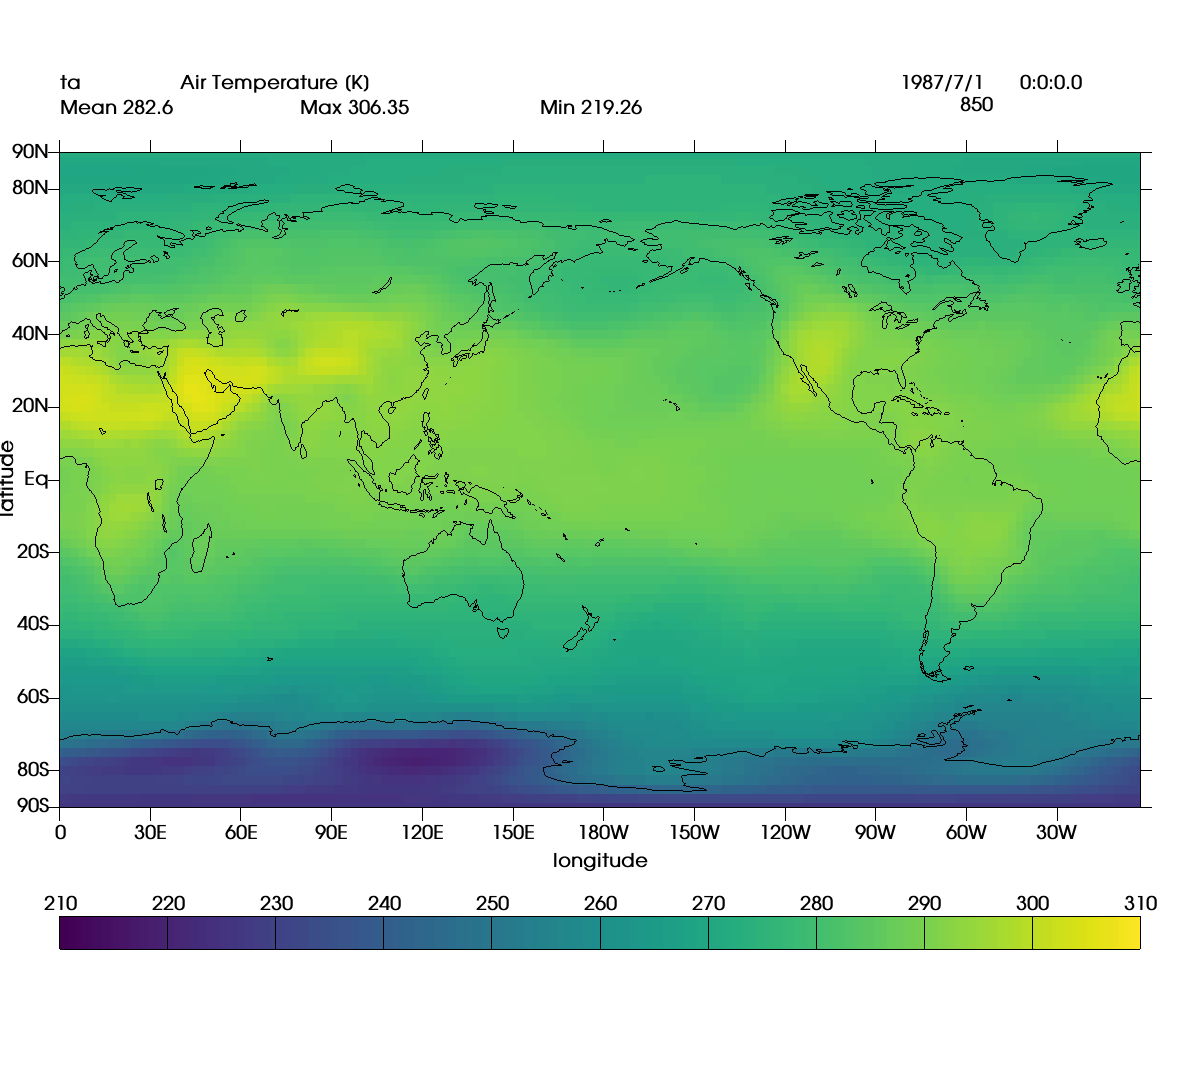 ta Air Temperature (K) 1987/7/1 0:0:0.0
Mean 282.6 Max 306.35 Min 219.26 850
90N
80N
60N
40N
20N
Eq
20S
40S
60S
80S
90S
latitude
0 30E 60E 90E 120E 150E 180W 150W 120W 90W 60W 30W
longitude
210 220 230 240 250 260 270 280 290 300 310